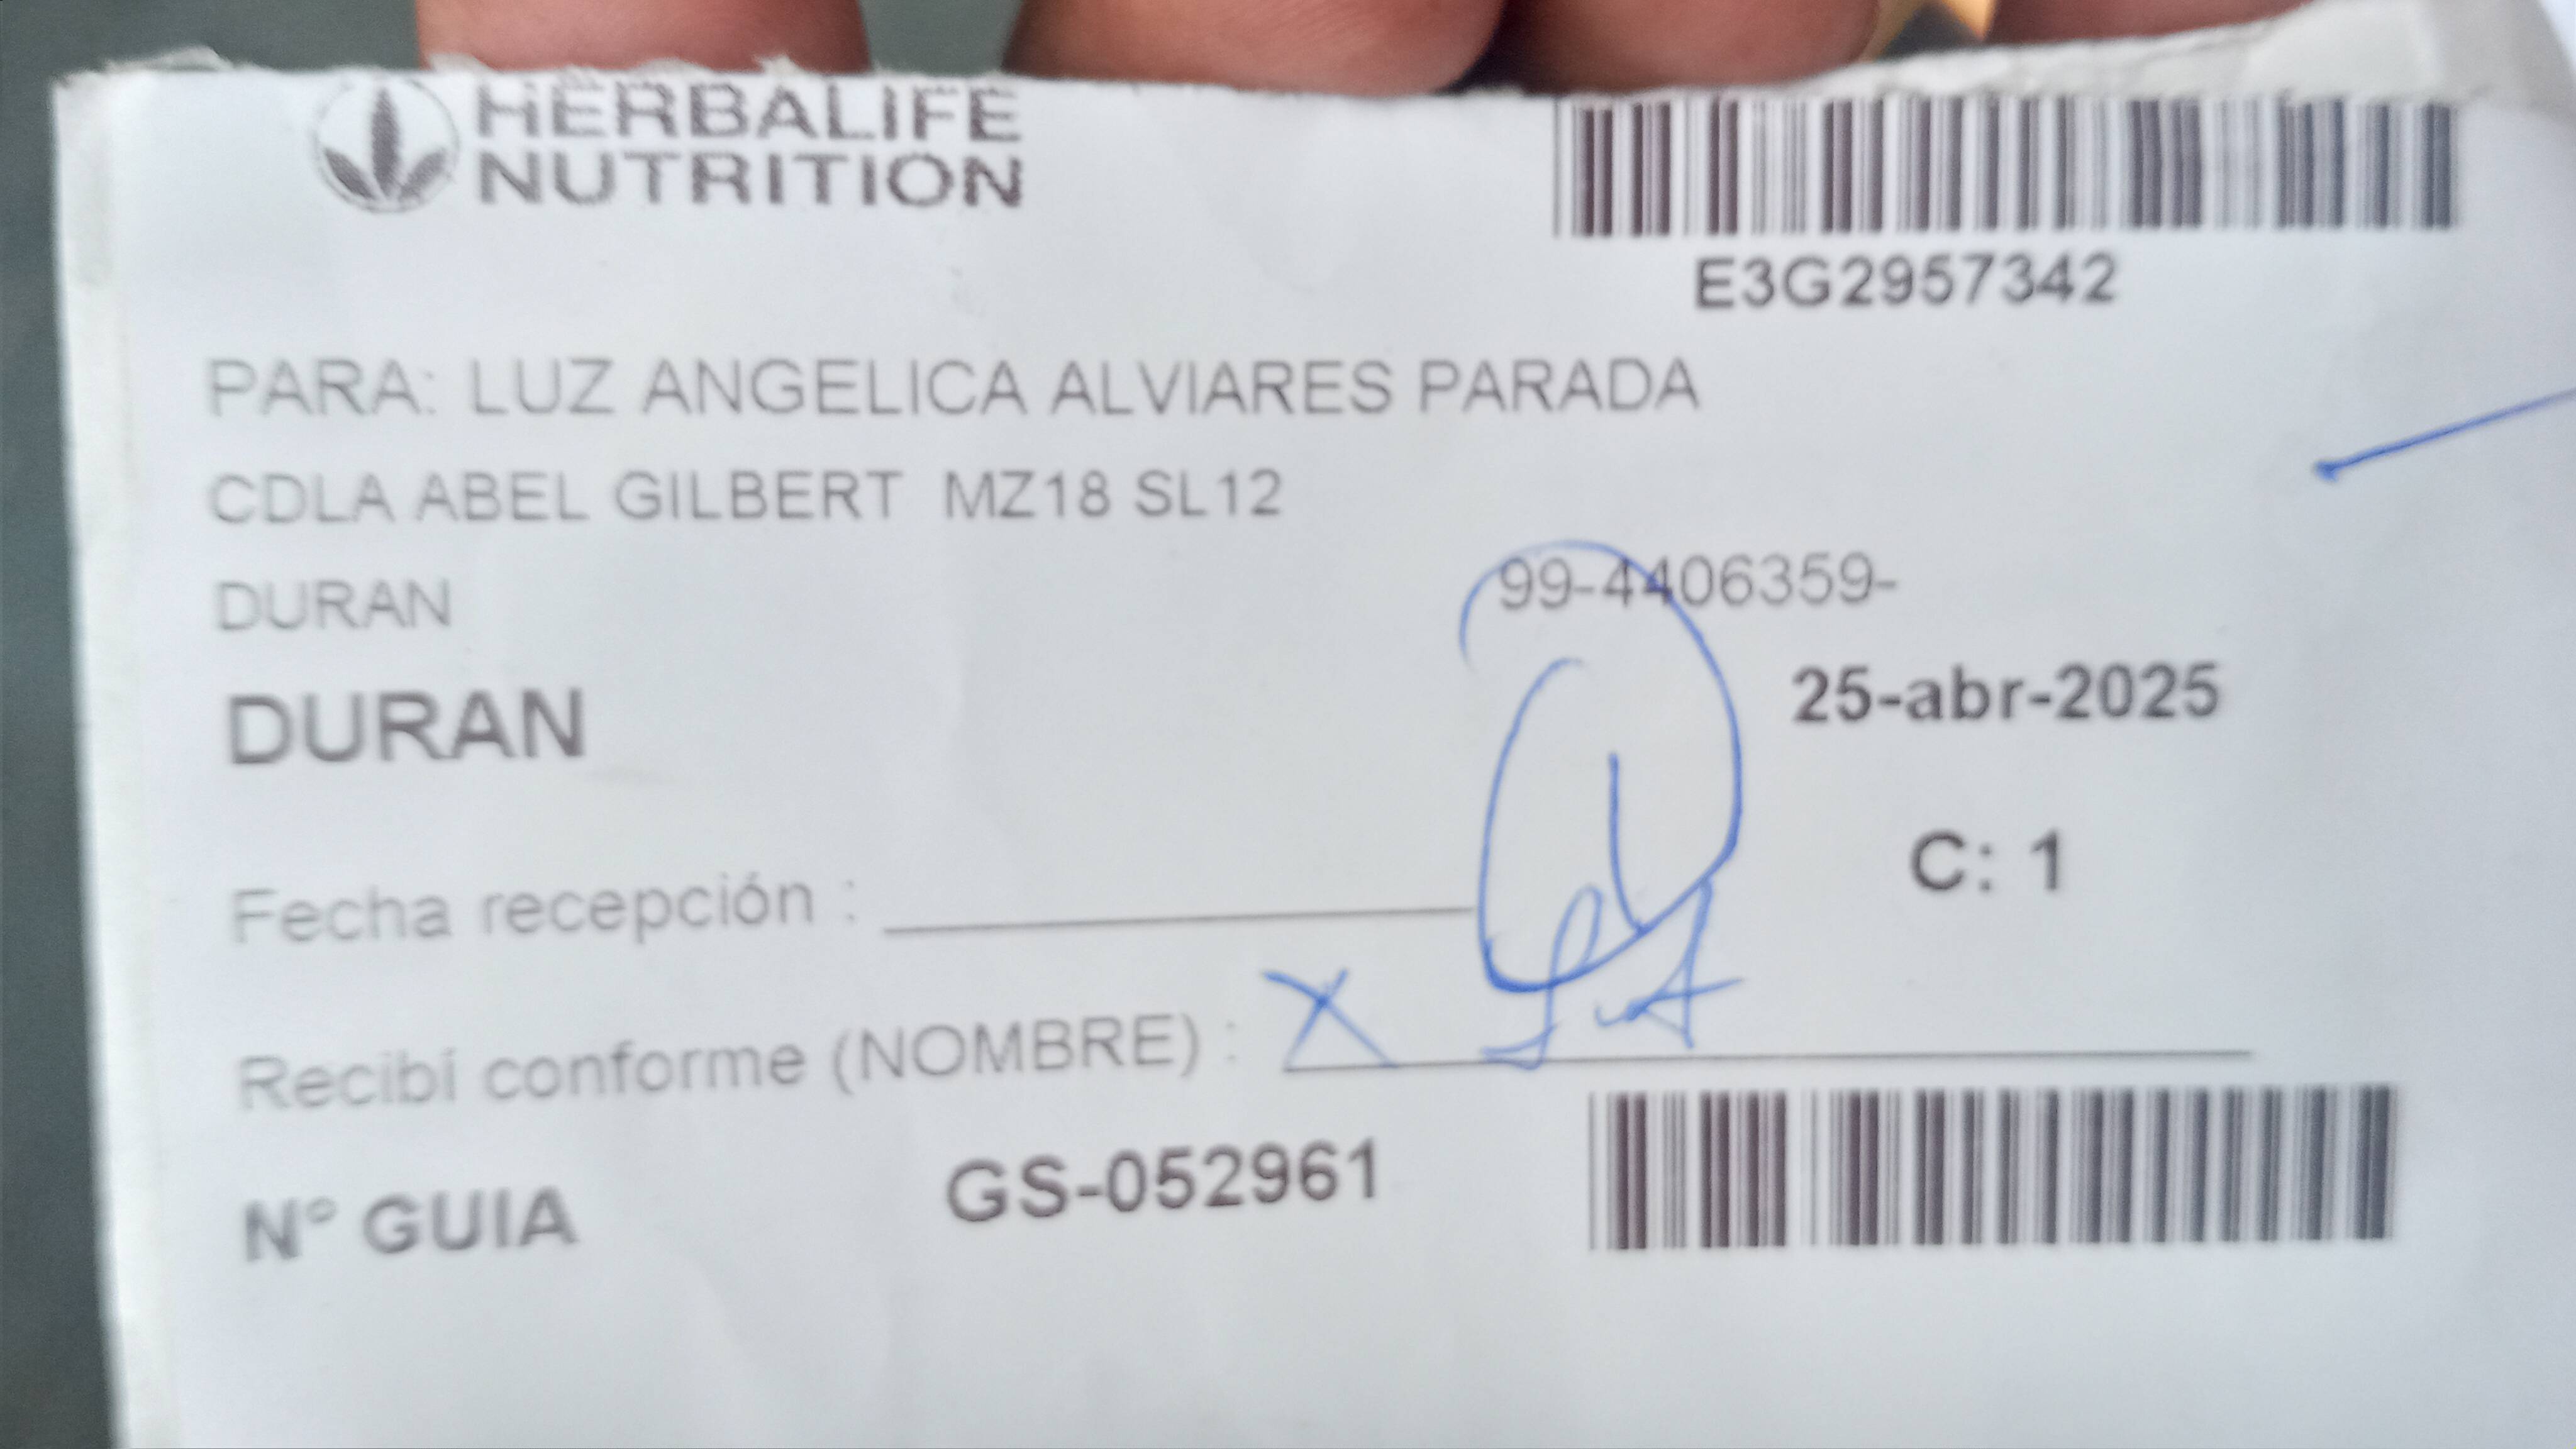 HERBALIFE
NUTRITION
E3G2957342
PARA: LUZ ANGELICA ALVIARES PARADA
CDLA ABEL GILBERT MZ18 SL12
DURAN 99-4406359-
DURAN 25-abr-2025
C: 1
Fecha recepción :
Recibí conforme (NOMBRE) : X
N° GUIA GS-052961